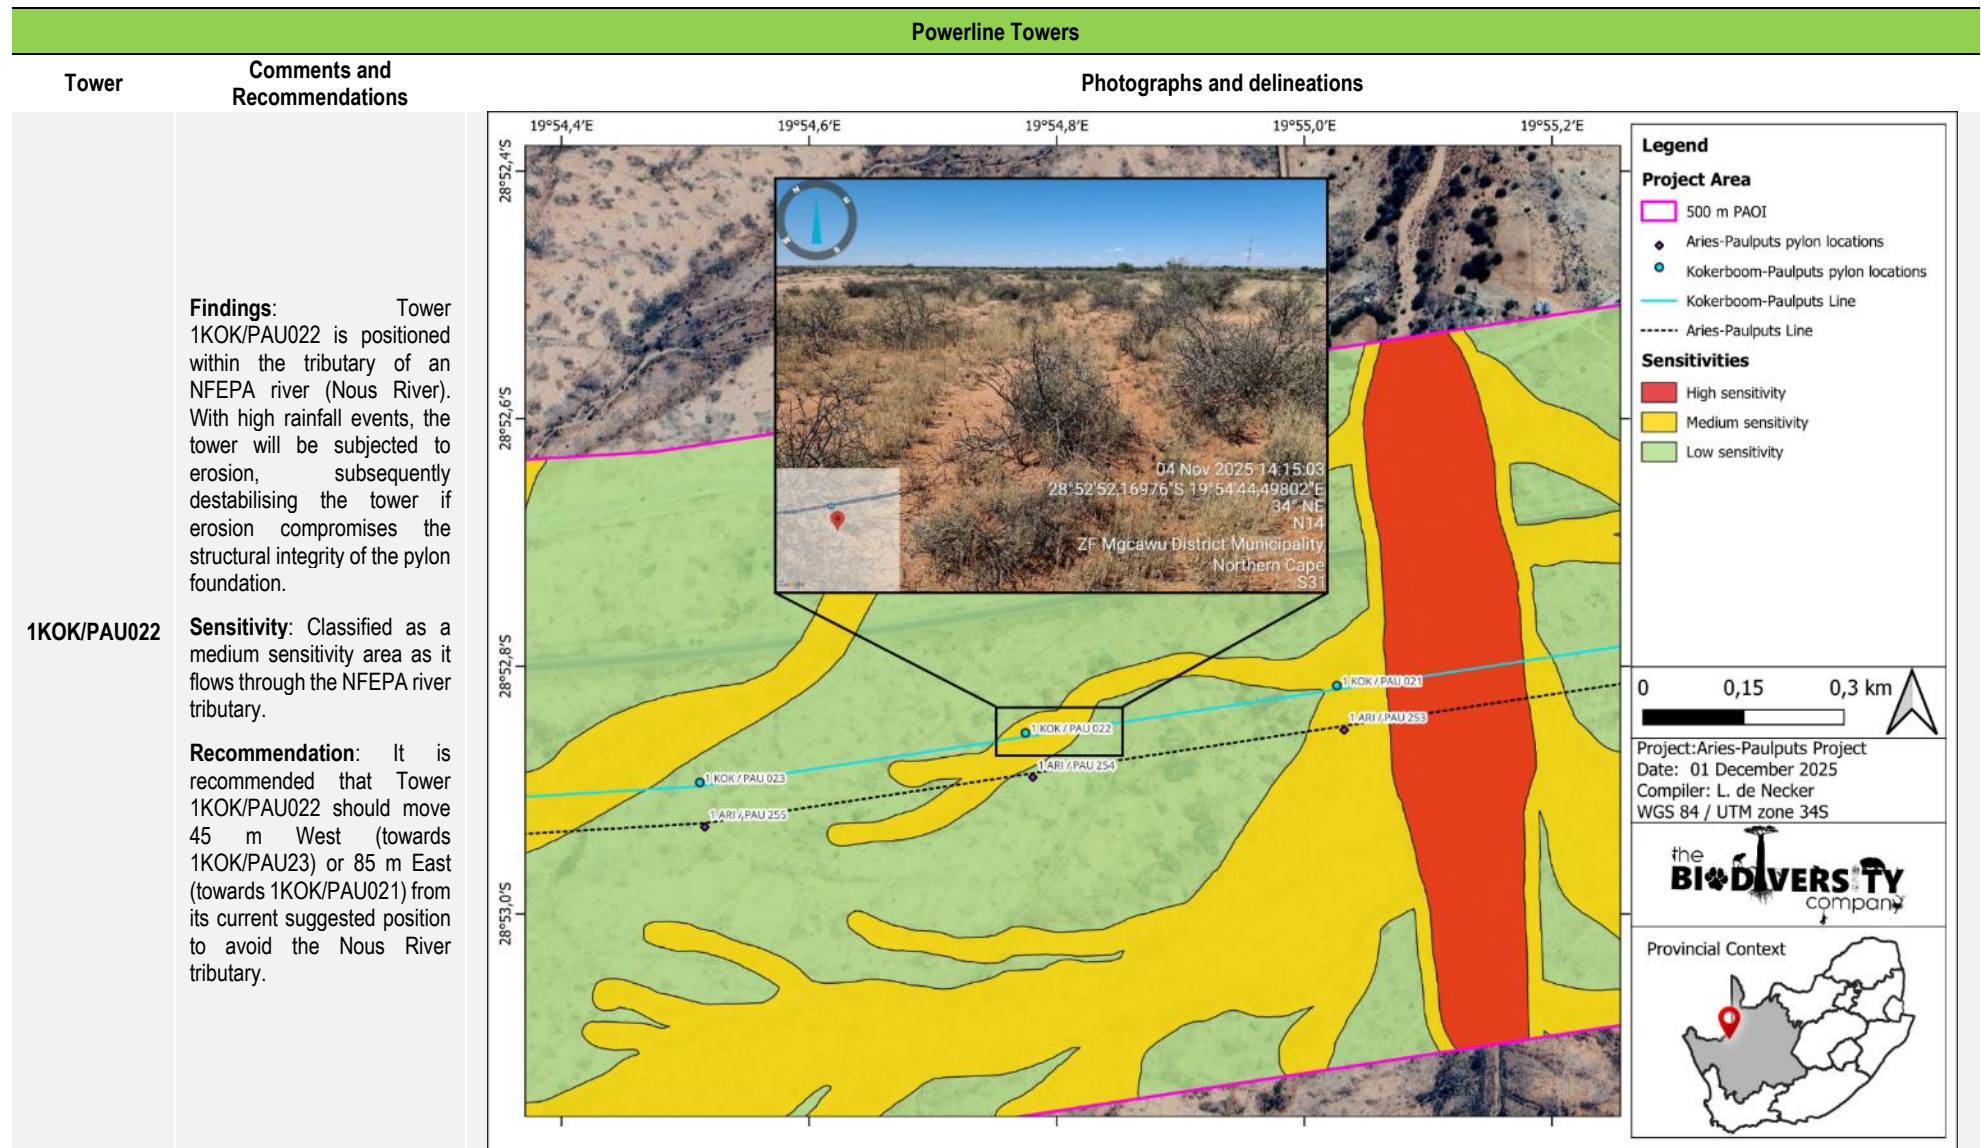 Powerline Towers
Tower
Comments and
Recommendations
Photographs and delineations
1KOK/PAU022
Findings: Tower
1KOK/PAU022 is positioned
within the tributary of an
NFEPA river (Nous River).
With high rainfall events, the
tower will be subjected to
erosion, subsequently
destabilising the tower if
erosion compromises the
structural integrity of the pylon
foundation.
Sensitivity: Classified as a
medium sensitivity area as it
flows through the NFEPA river
tributary.
Recommendation: It is
recommended that Tower
1KOK/PAU022 should move
45 m West (towards
1KOK/PAU23) or 85 m East
(towards 1KOK/PAU021) from
its current suggested position
to avoid the Nous River
tributary.
19°54,4'E
19°54,6'E
19°54,8'E
19°55,0'E
19°55,2'E
28°52,4'S
28°52,6'S
28°52,8'S
28°53,0'S
04 Nov 2025 14:15:03
28°52'52,16976"S 19°54'44,49802"E
34° NE
N14
ZF Mgcawu District Municipality
Northern Cape
S31
Google
1 KOK / PAU 021
1 ARI / PAU 253
1 KOK / PAU 022
1 ARI / PAU 254
1 KOK / PAU 023
1 ARI / PAU 255
Legend
Project Area
500 m PAOI
Aries-Paulputs pylon locations
Kokerboom-Paulputs pylon locations
Kokerboom-Paulputs Line
Aries-Paulputs Line
Sensitivities
High sensitivity
Medium sensitivity
Low sensitivity
0 0,15 0,3 km
Project:Aries-Paulputs Project
Date: 01 December 2025
Compiler: L. de Necker
WGS 84 / UTM zone 34S
the
BIODIVERSITY
company
Provincial Context